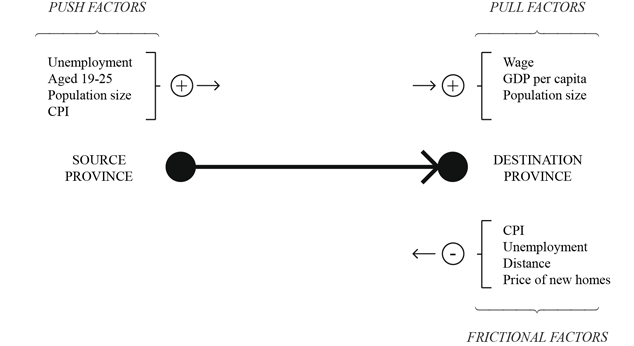 PUSH FACTORS
PULL FACTORS
Unemployment
Aged 19-25
Population size
CPI
+
+
Wage
GDP per capita
Population size
SOURCE
PROVINCE
DESTINATION
PROVINCE
-
CPI
Unemployment
Distance
Price of new homes
FRICTIONAL FACTORS